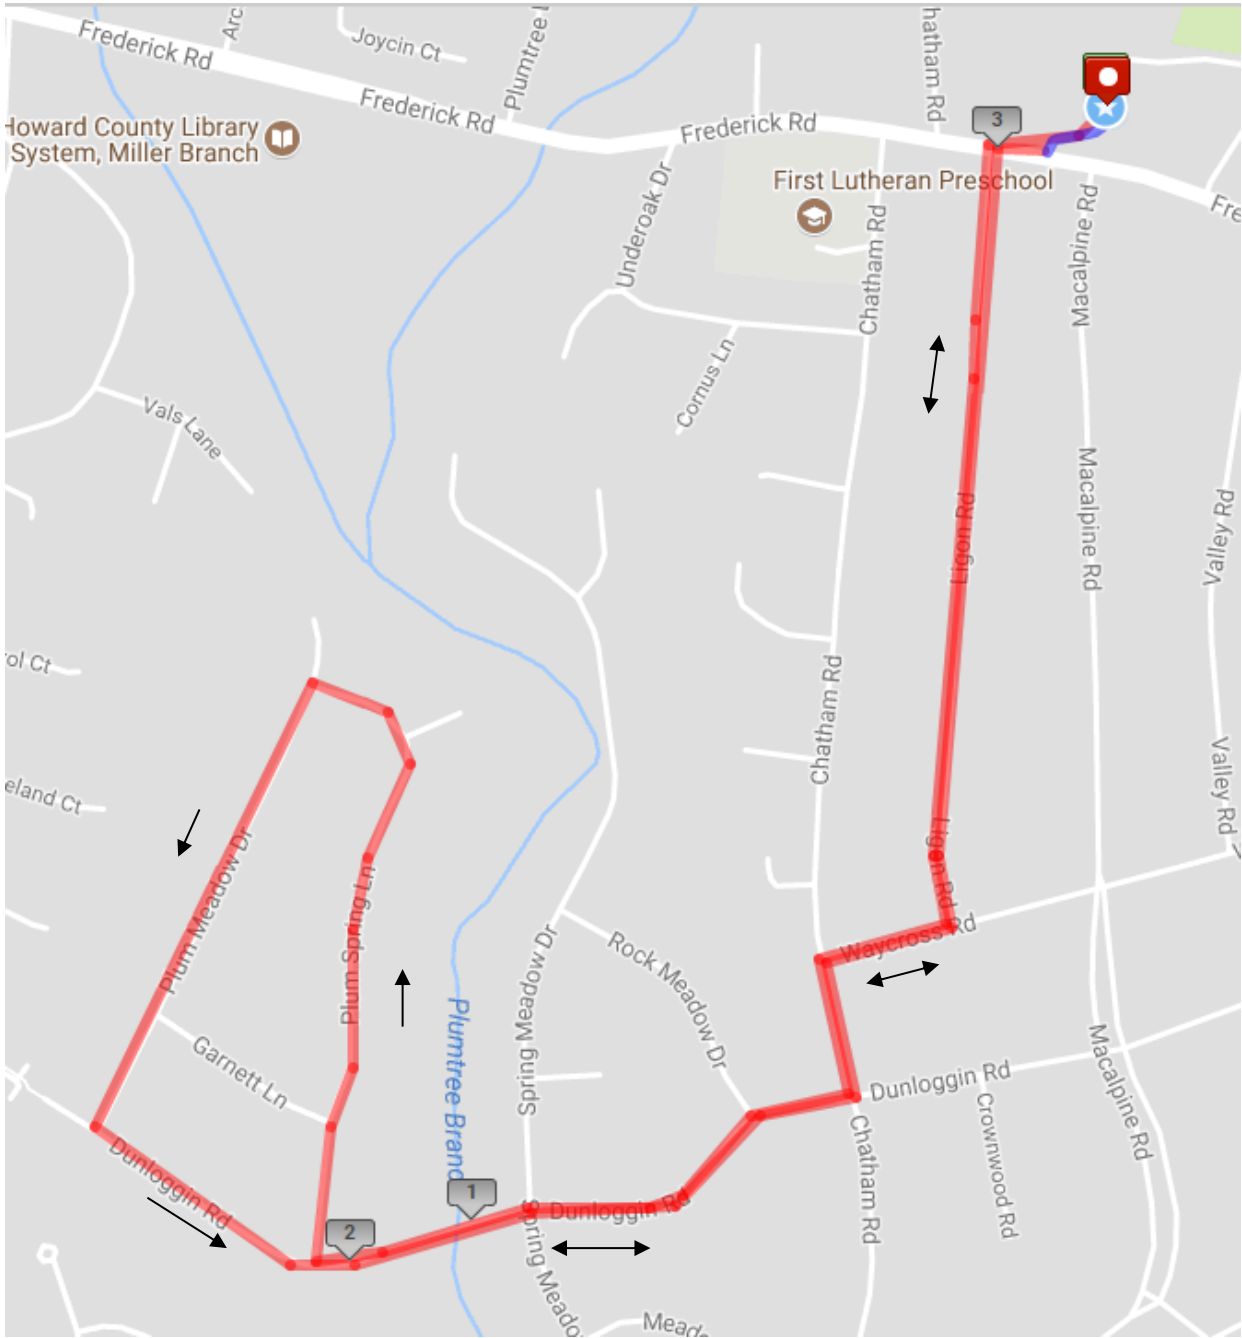 Frederick Rd
Arc
Joycin Ct
Plumtree
hatham Rd
Frederick Rd
Frederick Rd
3
Howard County Library
System, Miller Branch
First Lutheran Preschool
Fre
Underoak Dr
Chatham Rd
Macalpine Rd
Cornus Ln
Vals Lane
Ligon Rd
Macalpine Rd
Valley Rd
rol Ct
Chatham Rd
Valley Rd
eland Ct
Plum Meadow Dr
Plum Spring Ln
Ligon Rd
Waycross Rd
Rock Meadow Dr
Spring Meadow Dr
Plumtree Branc
Garnett Ln
Dunloggin Rd
Macalpine Rd
Crownwood Rd
Chatham Rd
Dunloggin Rd
1
Dunloggin Rd
2
Spring Meado
Meado